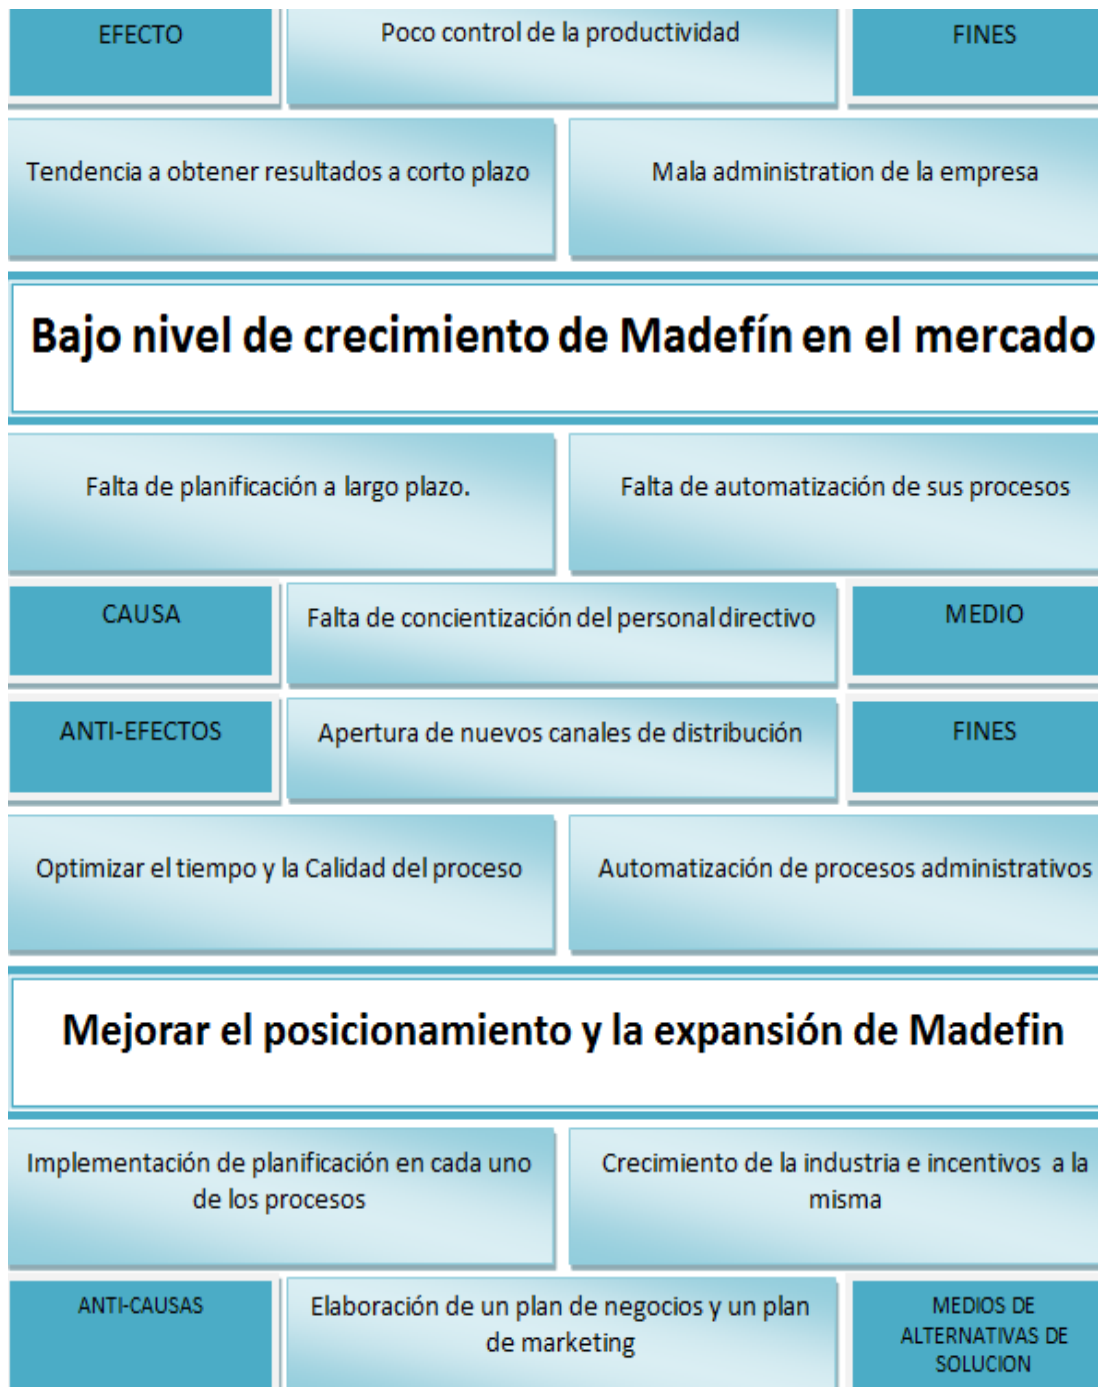 EFECTO
Poco control de la productividad
FINES
Tendencia a obtener resultados a corto plazo
Mala administration de la empresa
Bajo nivel de crecimiento de Madefín en el mercado
Falta de planificación a largo plazo.
Falta de automatización de sus procesos
CAUSA
Falta de concientización del personal directivo
MEDIO
ANTI-EFECTOS
Apertura de nuevos canales de distribución
FINES
Optimizar el tiempo y la Calidad del proceso
Automatización de procesos administrativos
Mejorar el posicionamiento y la expansión de Madefin
Implementación de planificación en cada uno
de los procesos
Crecimiento de la industria e incentivos a la
misma
ANTI-CAUSAS
Elaboración de un plan de negocios y un plan
de marketing
MEDIOS DE
ALTERNATIVAS DE
SOLUCION